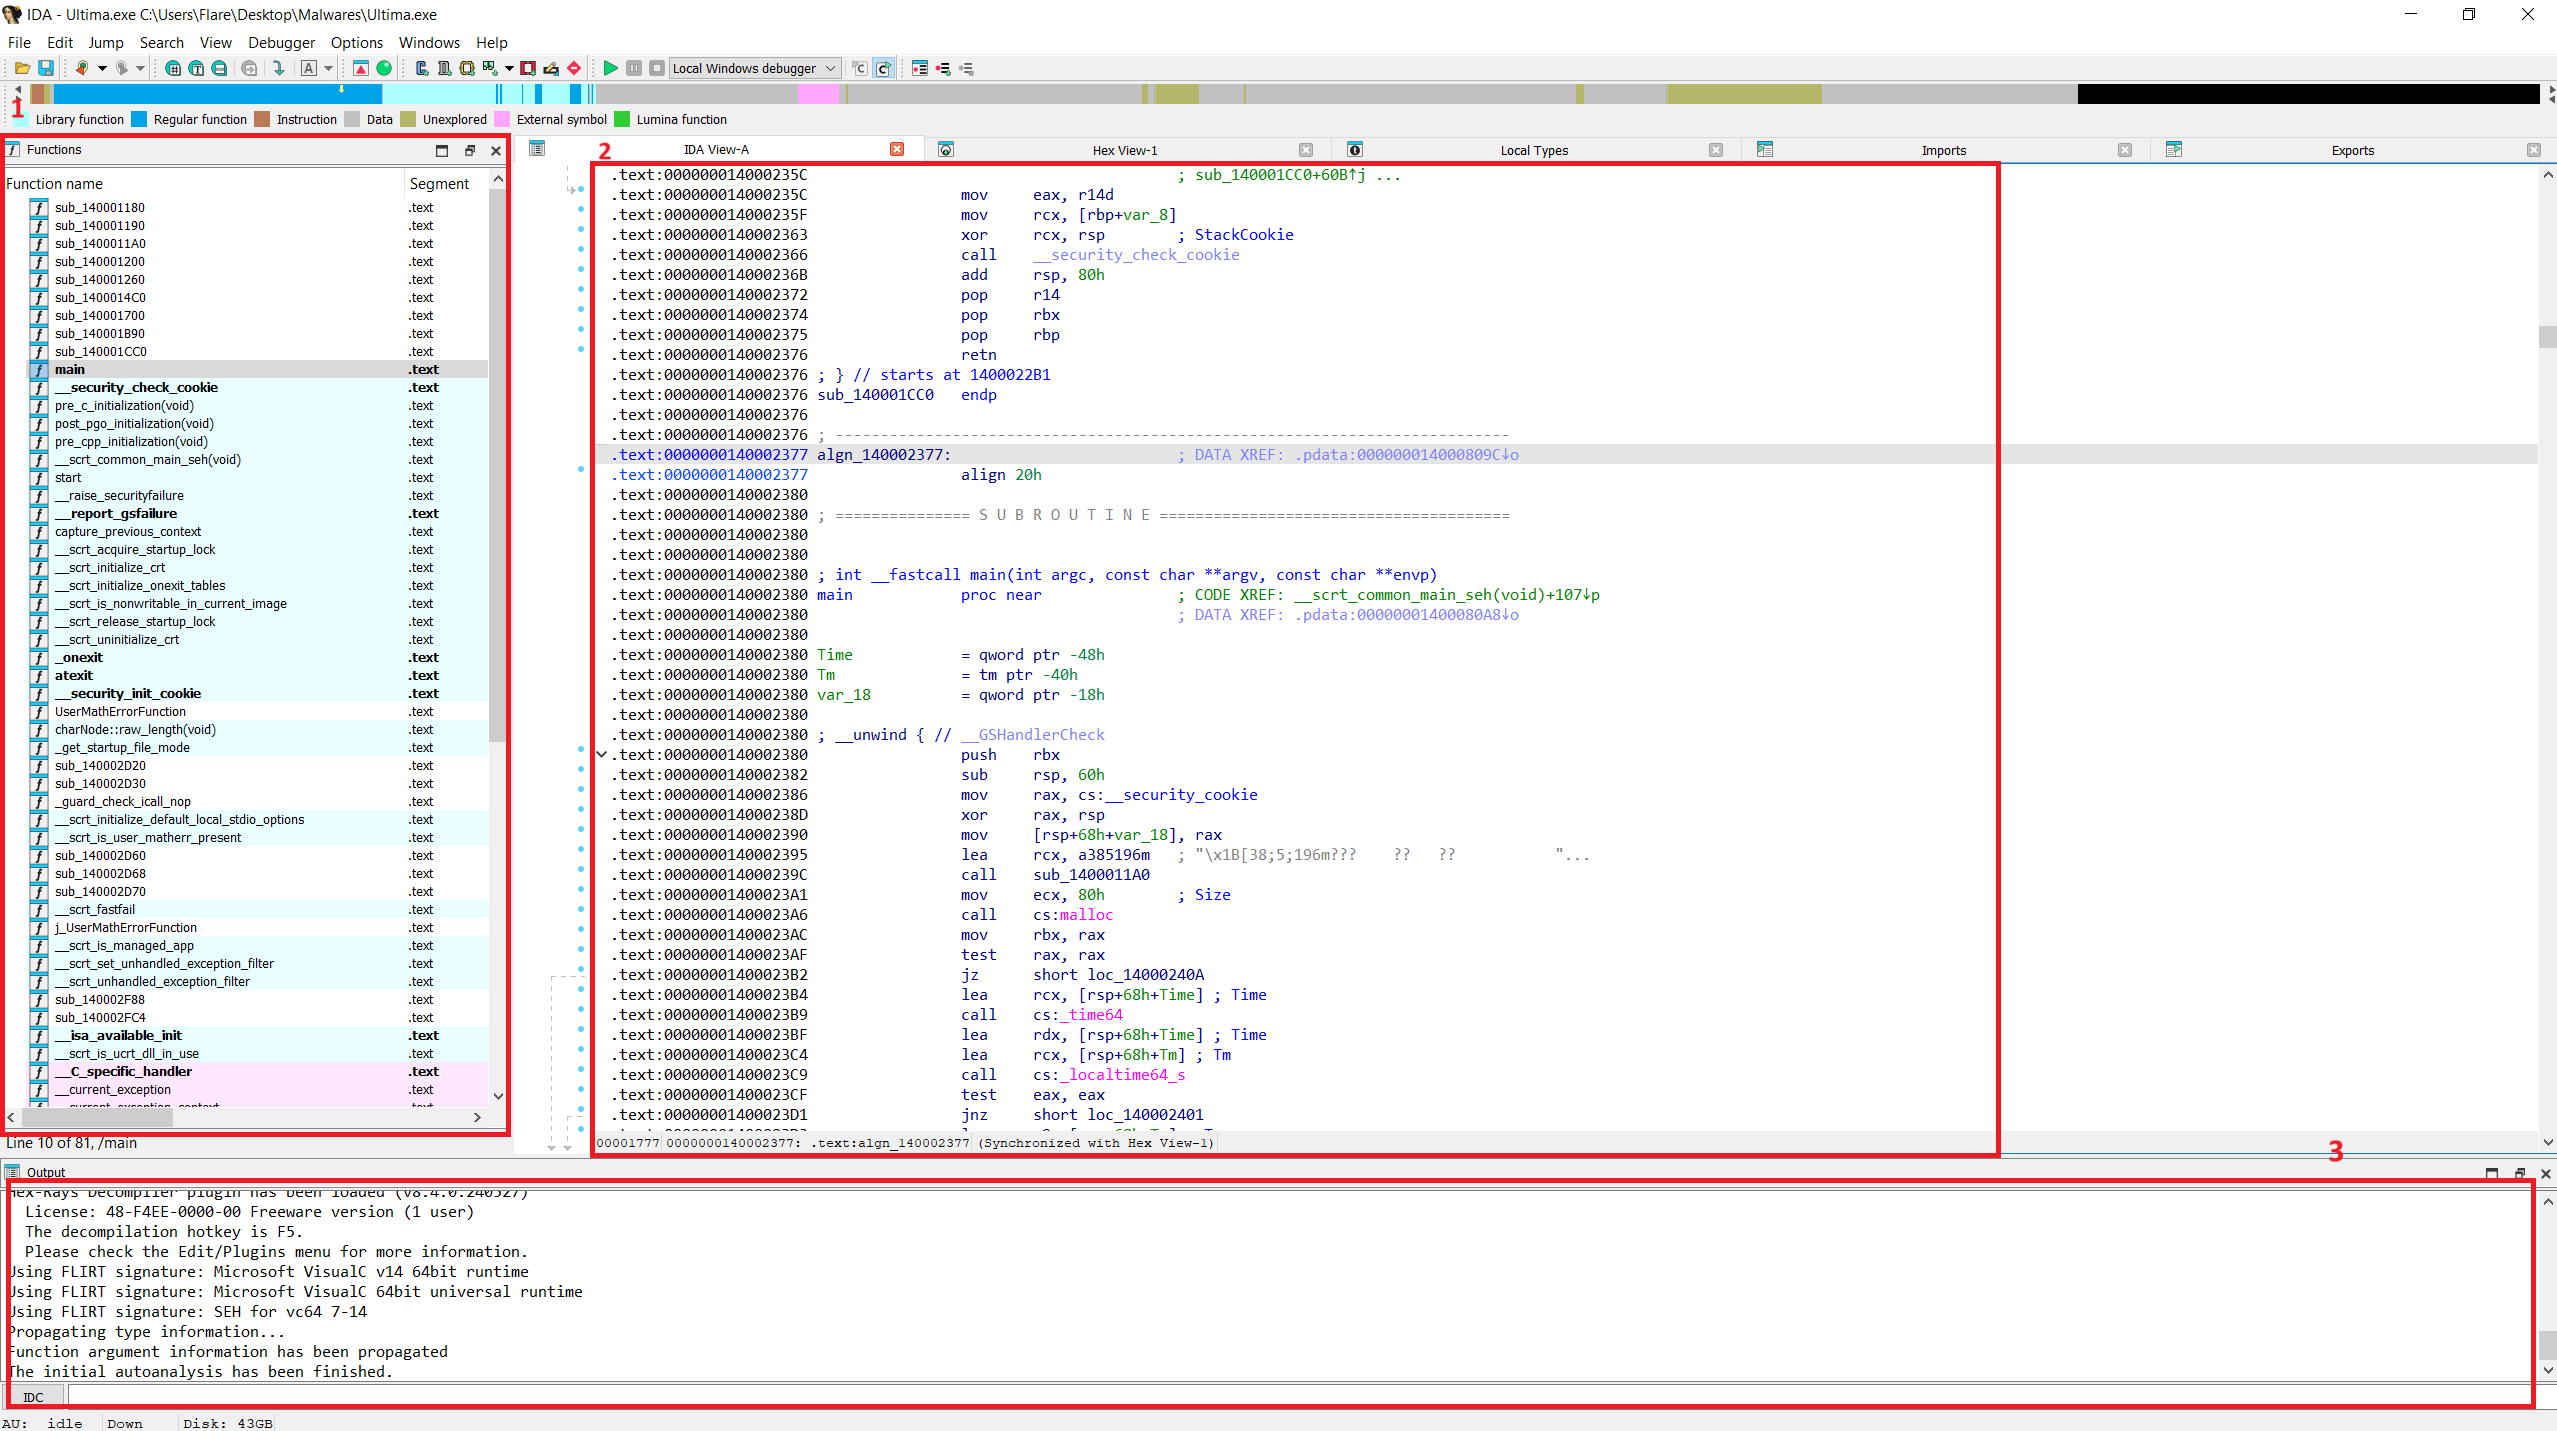 IDA - Ultima.exe C:\Users\Flare\Desktop\Malwares\Ultima.exe
File Edit Jump Search View Debugger Options Windows Help
Local Windows debugger
1
Library function Regular function Instruction Data Unexplored External symbol Lumina function
Functions
Function name Segment
sub_140001180 .text
sub_140001190 .text
sub_1400011A0 .text
sub_140001200 .text
sub_140001260 .text
sub_1400014C0 .text
sub_140001700 .text
sub_140001B90 .text
sub_140001CC0 .text
main .text
__security_check_cookie .text
pre_c_initialization(void) .text
post_pgo_initialization(void) .text
pre_cpp_initialization(void) .text
__scrt_common_main_seh(void) .text
start .text
__raise_securityfailure .text
__report_gsfailure .text
capture_previous_context .text
__scrt_acquire_startup_lock .text
__scrt_initialize_crt .text
__scrt_initialize_onexit_tables .text
__scrt_is_nonwritable_in_current_image .text
__scrt_release_startup_lock .text
__scrt_uninitialize_crt .text
_onexit .text
atexit .text
__security_init_cookie .text
UserMathErrorFunction .text
charNode::raw_length(void) .text
_get_startup_file_mode .text
sub_140002D20 .text
sub_140002D30 .text
_guard_check_icall_nop .text
__scrt_initialize_default_local_stdio_options .text
__scrt_is_user_matherr_present .text
sub_140002D60 .text
sub_140002D68 .text
sub_140002D70 .text
__scrt_fastfail .text
j_UserMathErrorFunction .text
__scrt_is_managed_app .text
__scrt_set_unhandled_exception_filter .text
__scrt_unhandled_exception_filter .text
sub_140002F88 .text
sub_140002FC4 .text
__isa_available_init .text
__scrt_is_ucrt_dll_in_use .text
__C_specific_handler .text
__current_exception .text
Line 10 of 81, /main
IDA View-A Hex View-1 Local Types Imports Exports
2
.text:000000014000235C ; sub_140001CC0+60B↑j ...
.text:000000014000235C mov eax, r14d
.text:000000014000235F mov rcx, [rbp+var_8]
.text:0000000140002363 xor rcx, rsp ; StackCookie
.text:0000000140002366 call __security_check_cookie
.text:000000014000236B add rsp, 80h
.text:0000000140002372 pop r14
.text:0000000140002374 pop rbx
.text:0000000140002375 pop rbp
.text:0000000140002376 retn
.text:0000000140002376 ; } // starts at 1400022B1
.text:0000000140002376 sub_140001CC0 endp
.text:0000000140002376
.text:0000000140002376 ; ---------------------------------------------------------------------------
.text:0000000140002377 algn_140002377: ; DATA XREF: .pdata:000000014000809C↓o
.text:0000000140002377 align 20h
.text:0000000140002380
.text:0000000140002380 ; =============== S U B R O U T I N E =======================================
.text:0000000140002380
.text:0000000140002380
.text:0000000140002380 ; int __fastcall main(int argc, const char **argv, const char **envp)
.text:0000000140002380 main proc near ; CODE XREF: __scrt_common_main_seh(void)+107↓p
.text:0000000140002380 ; DATA XREF: .pdata:00000001400080A8↓o
.text:0000000140002380
.text:0000000140002380 Time = qword ptr -48h
.text:0000000140002380 Tm = tm ptr -40h
.text:0000000140002380 var_18 = qword ptr -18h
.text:0000000140002380
.text:0000000140002380 ; __unwind { // __GSHandlerCheck
.text:0000000140002380 push rbx
.text:0000000140002382 sub rsp, 60h
.text:0000000140002386 mov rax, cs:__security_cookie
.text:000000014000238D xor rax, rsp
.text:0000000140002390 mov [rsp+68h+var_18], rax
.text:0000000140002395 lea rcx, a385196m ; "\x1B[38;5;196m??? ?? ?? "...
.text:000000014000239C call sub_1400011A0
.text:00000001400023A1 mov ecx, 80h ; Size
.text:00000001400023A6 call cs:malloc
.text:00000001400023AC mov rbx, rax
.text:00000001400023AF test rax, rax
.text:00000001400023B2 jz short loc_14000240A
.text:00000001400023B4 lea rcx, [rsp+68h+Time] ; Time
.text:00000001400023B9 call cs:_time64
.text:00000001400023BF lea rdx, [rsp+68h+Time] ; Time
.text:00000001400023C4 lea rcx, [rsp+68h+Tm] ; Tm
.text:00000001400023C9 call cs:_localtime64_s
.text:00000001400023CF test eax, eax
.text:00000001400023D1 jnz short loc_140002401
00001777 0000000140002377: .text:algn_140002377 (Synchronized with Hex View-1)
3
Output
Hex-Rays Decompiler plugin has been loaded (v8.4.0.240527)
License: 48-F4EE-0000-00 Freeware version (1 user)
The decompilation hotkey is F5.
Please check the Edit/Plugins menu for more information.
Using FLIRT signature: Microsoft VisualC v14 64bit runtime
Using FLIRT signature: Microsoft VisualC 64bit universal runtime
Using FLIRT signature: SEH for vc64 7-14
Propagating type information...
Function argument information has been propagated
The initial autoanalysis has been finished.
IDC
AU: idle Down Disk: 43GB